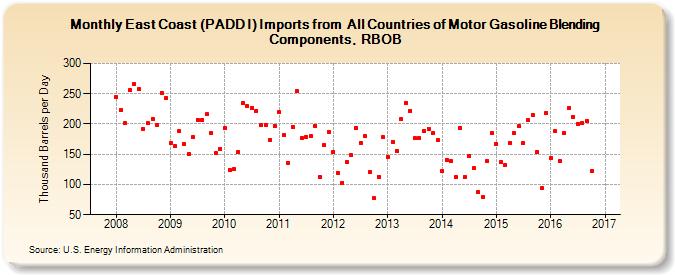 Monthly East Coast (PADD I) Imports from All Countries of Motor Gasoline Blending
Components, RBOB
Thousand Barrels per Day
300
250
200
150
100
50
2008 2009 2010 2011 2012 2013 2014 2015 2016 2017
Source: U.S. Energy Information Administration